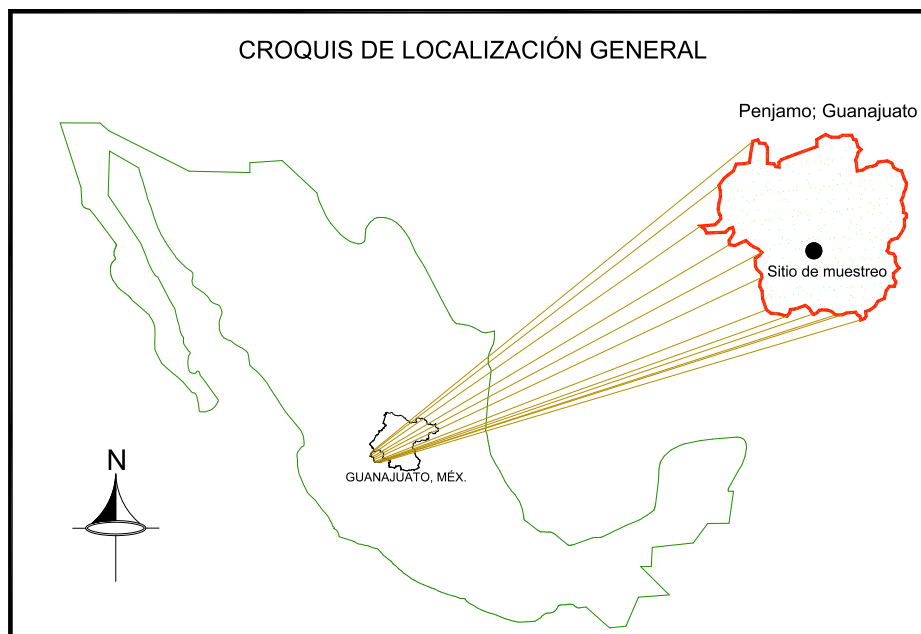 CROQUIS DE LOCALIZACIÓN GENERAL
Penjamo; Guanajuato
Sitio de muestreo
N
GUANAJUATO, MÉX.